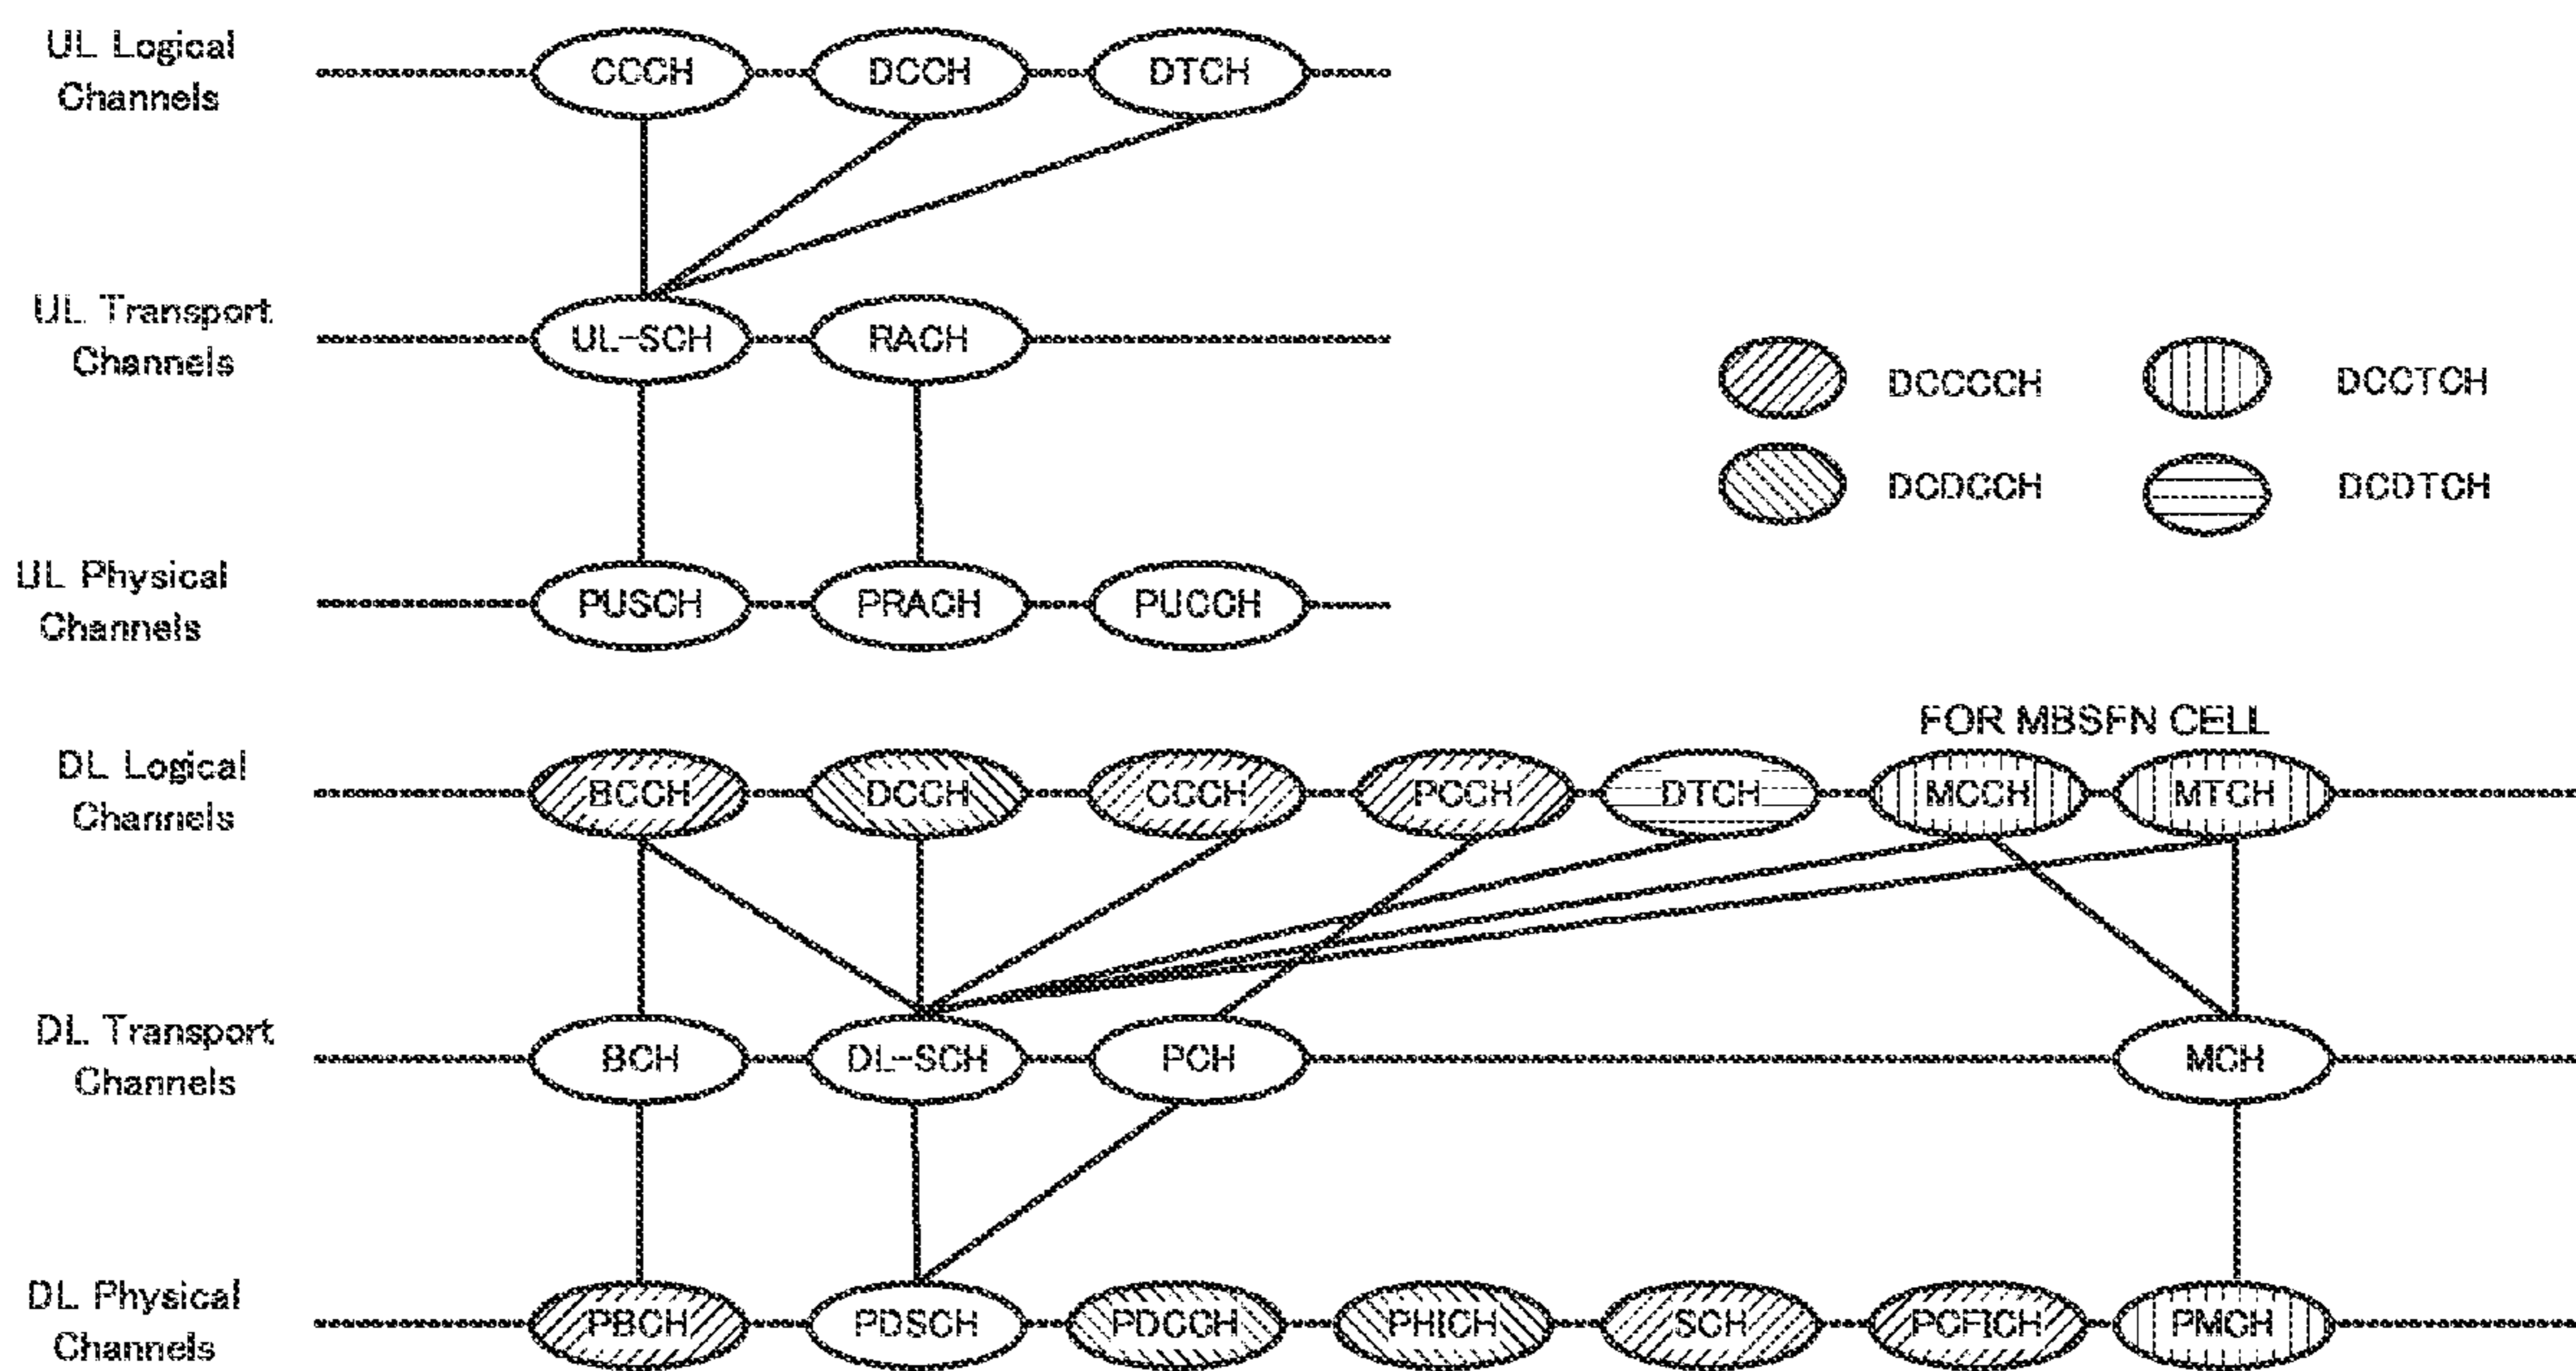 UL Logical
Channels
CCCH DCCH DTCH
UL Transport
Channels
UL-SCH RACH
DCCCCH DCCTCH
DCDCCH DCDTCH
UL Physical
Channels
PUSCH PRACH PUCCH
FOR MBSFN CELL
DL Logical
Channels
BCCH DCCH CCCH PCCH DTCH MCCH MTCH
DL Transport
Channels
BCH DL-SCH PCH MCH
DL Physical
Channels
PBCH PDSCH PDCCH PHICH SCH PCFICH PMCH